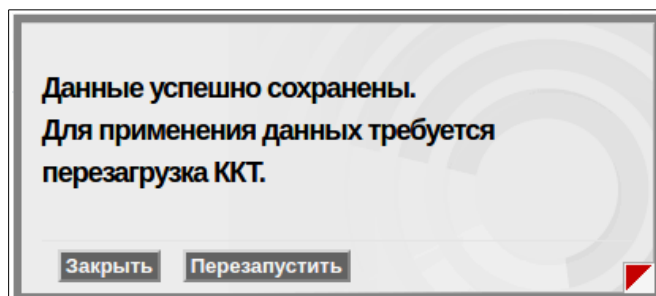 Данные успешно сохранены.
Для применения данных требуется
перезагрузка ККТ.
Закрыть Перезапустить